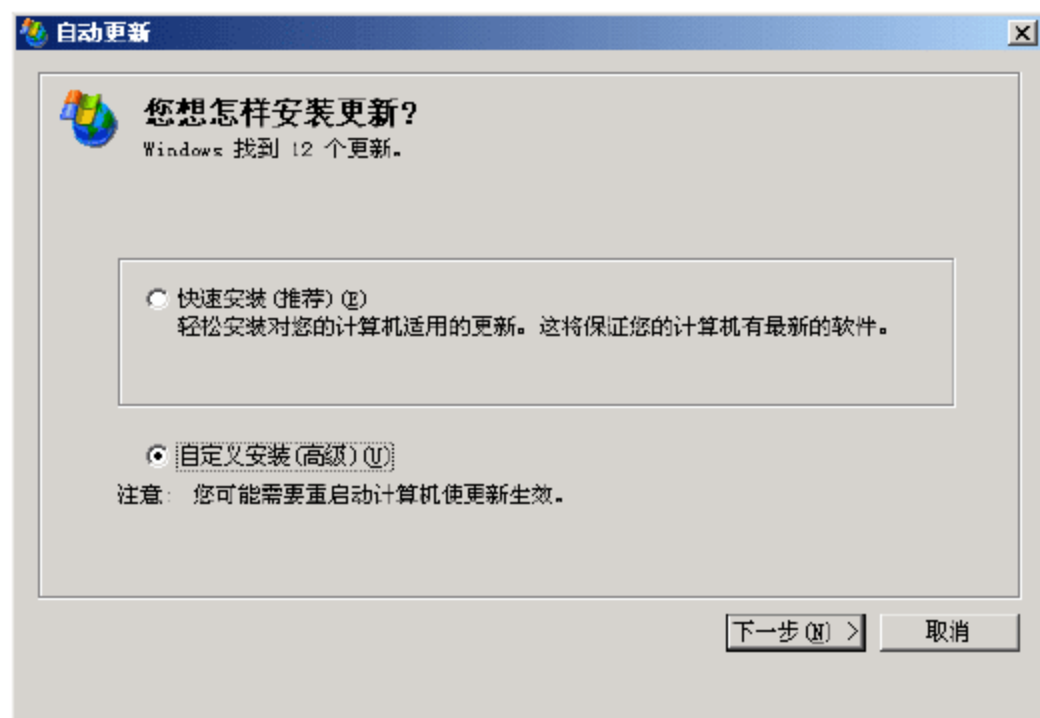 自动更新
您想怎样安装更新?
Windows 找到 12 个更新。
快速安装(推荐)(E)
轻松安装对您的计算机适用的更新。这将保证您的计算机有最新的软件。
自定义安装(高级)(U)
注意: 您可能需要重启动计算机使更新生效。
下一步(N) > 取消